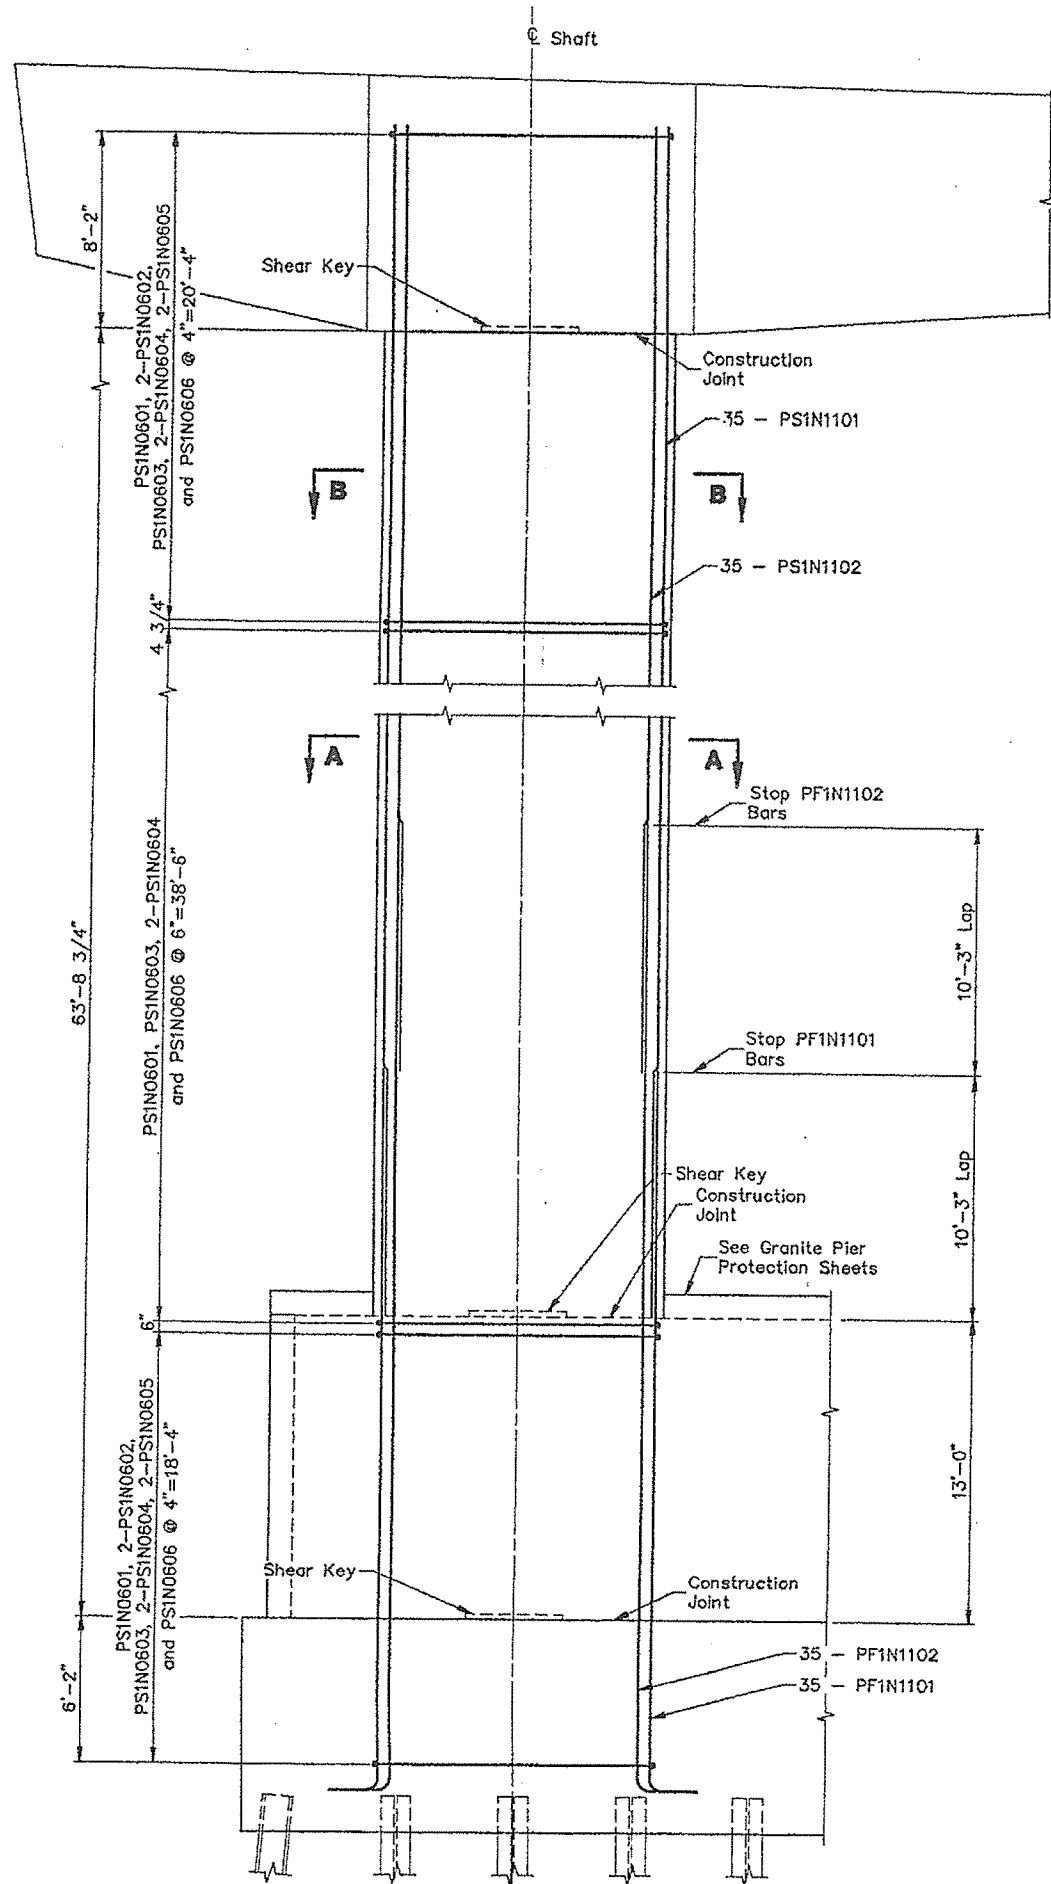 ℄ Shaft
8'-2"
PS1N0601, 2-PS1N0602,
PS1N0603, 2-PS1N0604, 2-PS1N0605
and PS1N0606 @ 4"=20'-4"
Shear Key
Construction
Joint
35 - PS1N1101
B
B
35 - PS1N1102
4 3/4"
A
A
Stop PF1N1102
Bars
63'-8 3/4"
PS1N0601, PS1N0603, 2-PS1N0604
and PS1N0606 @ 6"=38'-6"
10'-3" Lap
Stop PF1N1101
Bars
10'-3" Lap
Shear Key
Construction
Joint
See Granite Pier
Protection Sheets
6"
PS1N0601, 2-PS1N0602,
PS1N0603, 2-PS1N0604, 2-PS1N0605
and PS1N0606 @ 4"=18'-4"
13'-0"
Shear Key
Construction
Joint
6'-2"
35 - PF1N1102
35 - PF1N1101